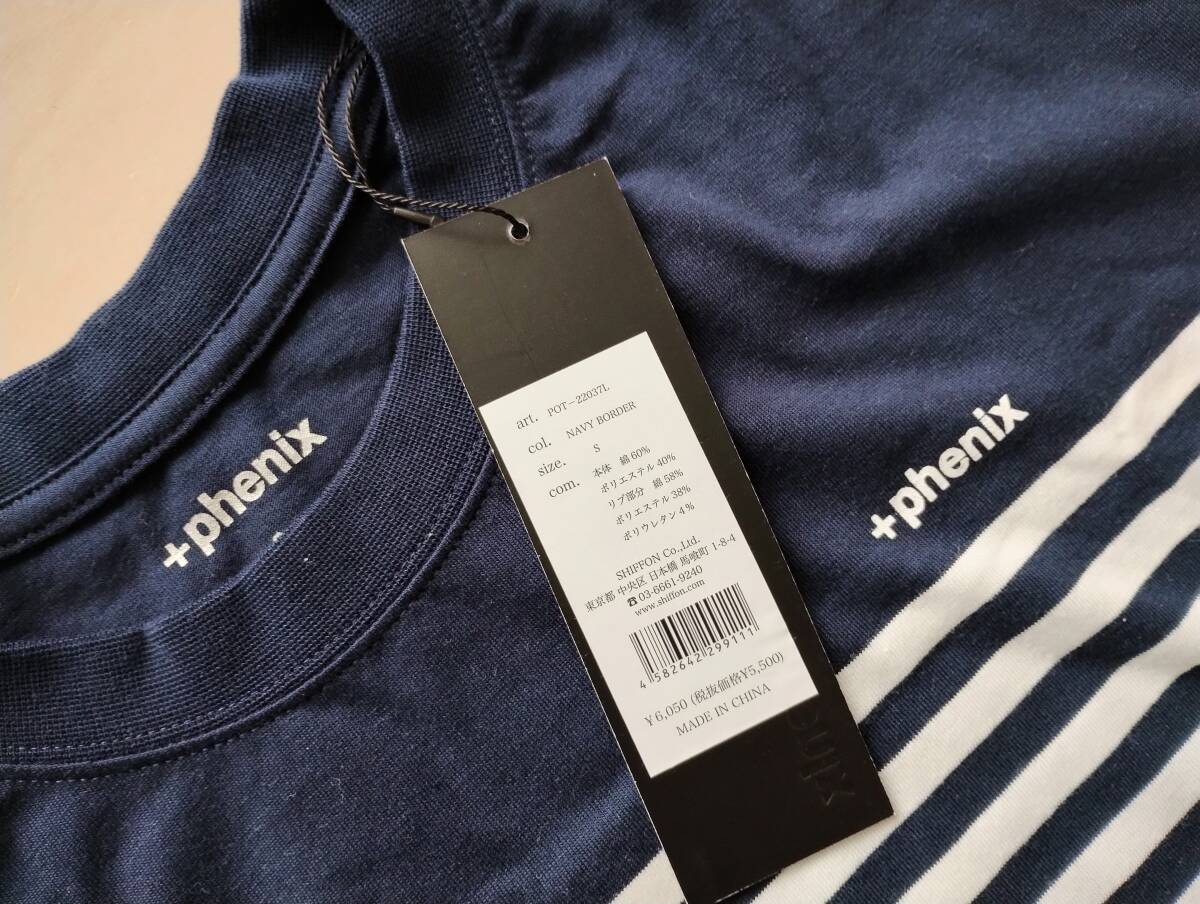 +phenix
art. POT-22037L
col. NAVY BORDER
size. S
com. 本体 綿60%
ポリエステル 40%
リブ部分 綿 58%
ポリエステル 38%
ポリウレタン 4%
SHIFFON Co.,Ltd.
東京都 中央区 日本橋 馬喰町 1-8-4
☎03-6661-9240
www.shiffon.com
4 582642 299111
¥6,050 (税抜価格¥5,500)
MADE IN CHINA
+phenix